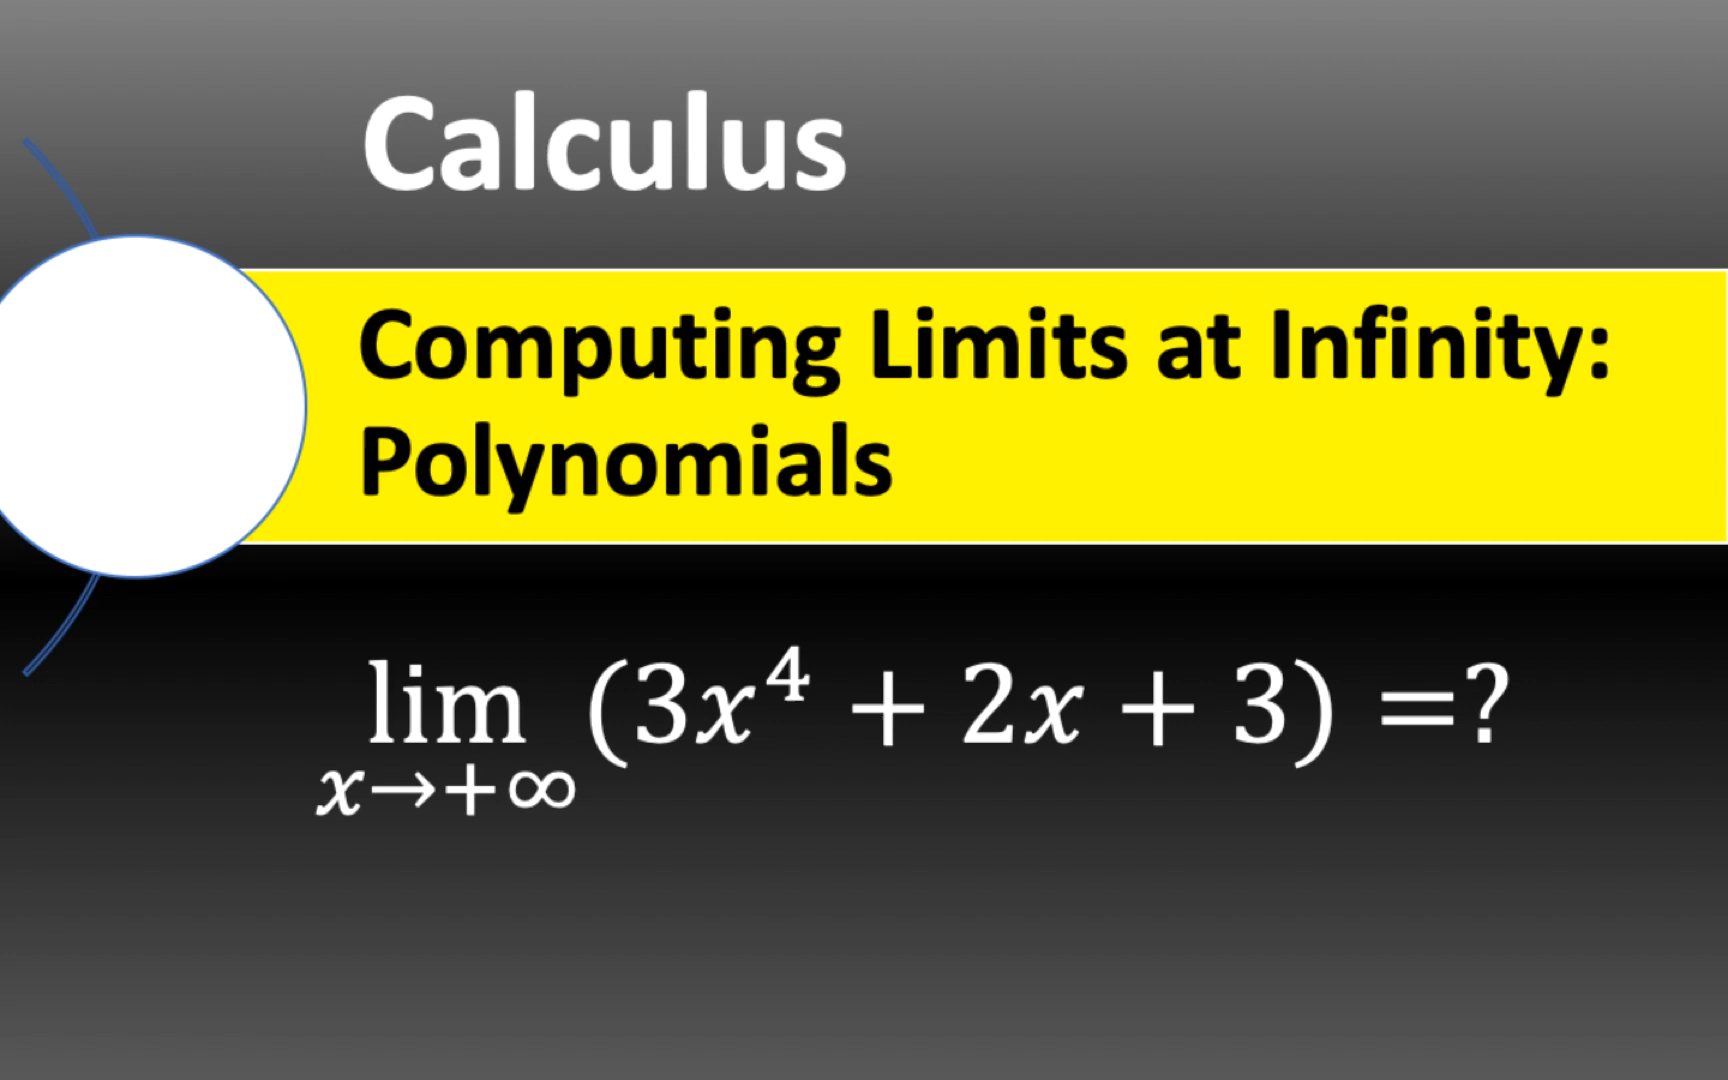 Calculus
Computing Limits at Infinity:
Polynomials
lim (3x⁴ + 2x + 3) =?
x→+∞